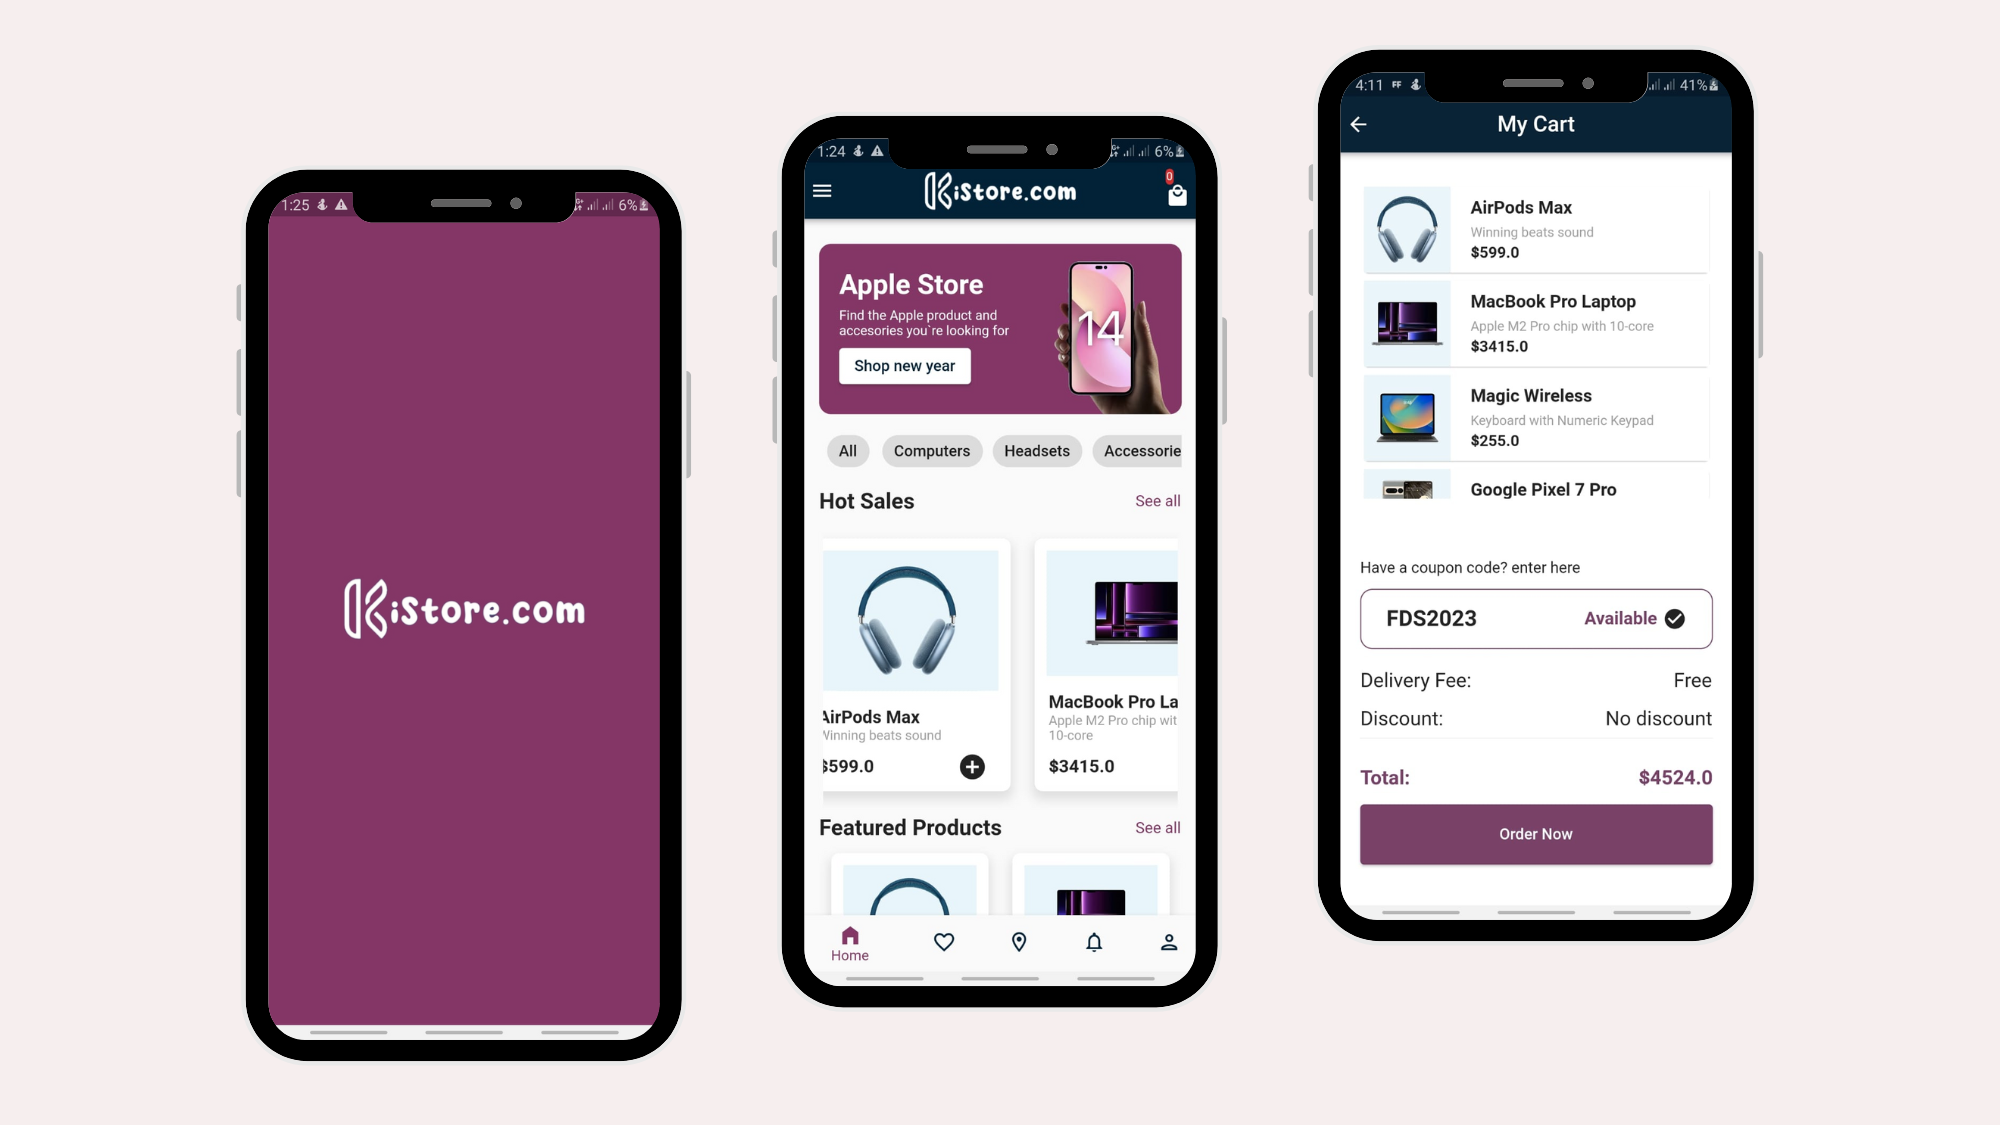 1:25
6%
KiStore.com
1:24
6%
KiStore.com
0
Apple Store
Find the Apple product and
accesories you`re looking for
Shop new year
14
All
Computers
Headsets
Accessorie
Hot Sales
See all
AirPods Max
Winning beats sound
$599.0
MacBook Pro La
Apple M2 Pro chip wit
10-core
$3415.0
Featured Products
See all
Home
4:11 FF
41%
My Cart
AirPods Max
Winning beats sound
$599.0
MacBook Pro Laptop
Apple M2 Pro chip with 10-core
$3415.0
Magic Wireless
Keyboard with Numeric Keypad
$255.0
Google Pixel 7 Pro
Have a coupon code? enter here
FDS2023
Available
Delivery Fee:
Free
Discount:
No discount
Total:
$4524.0
Order Now